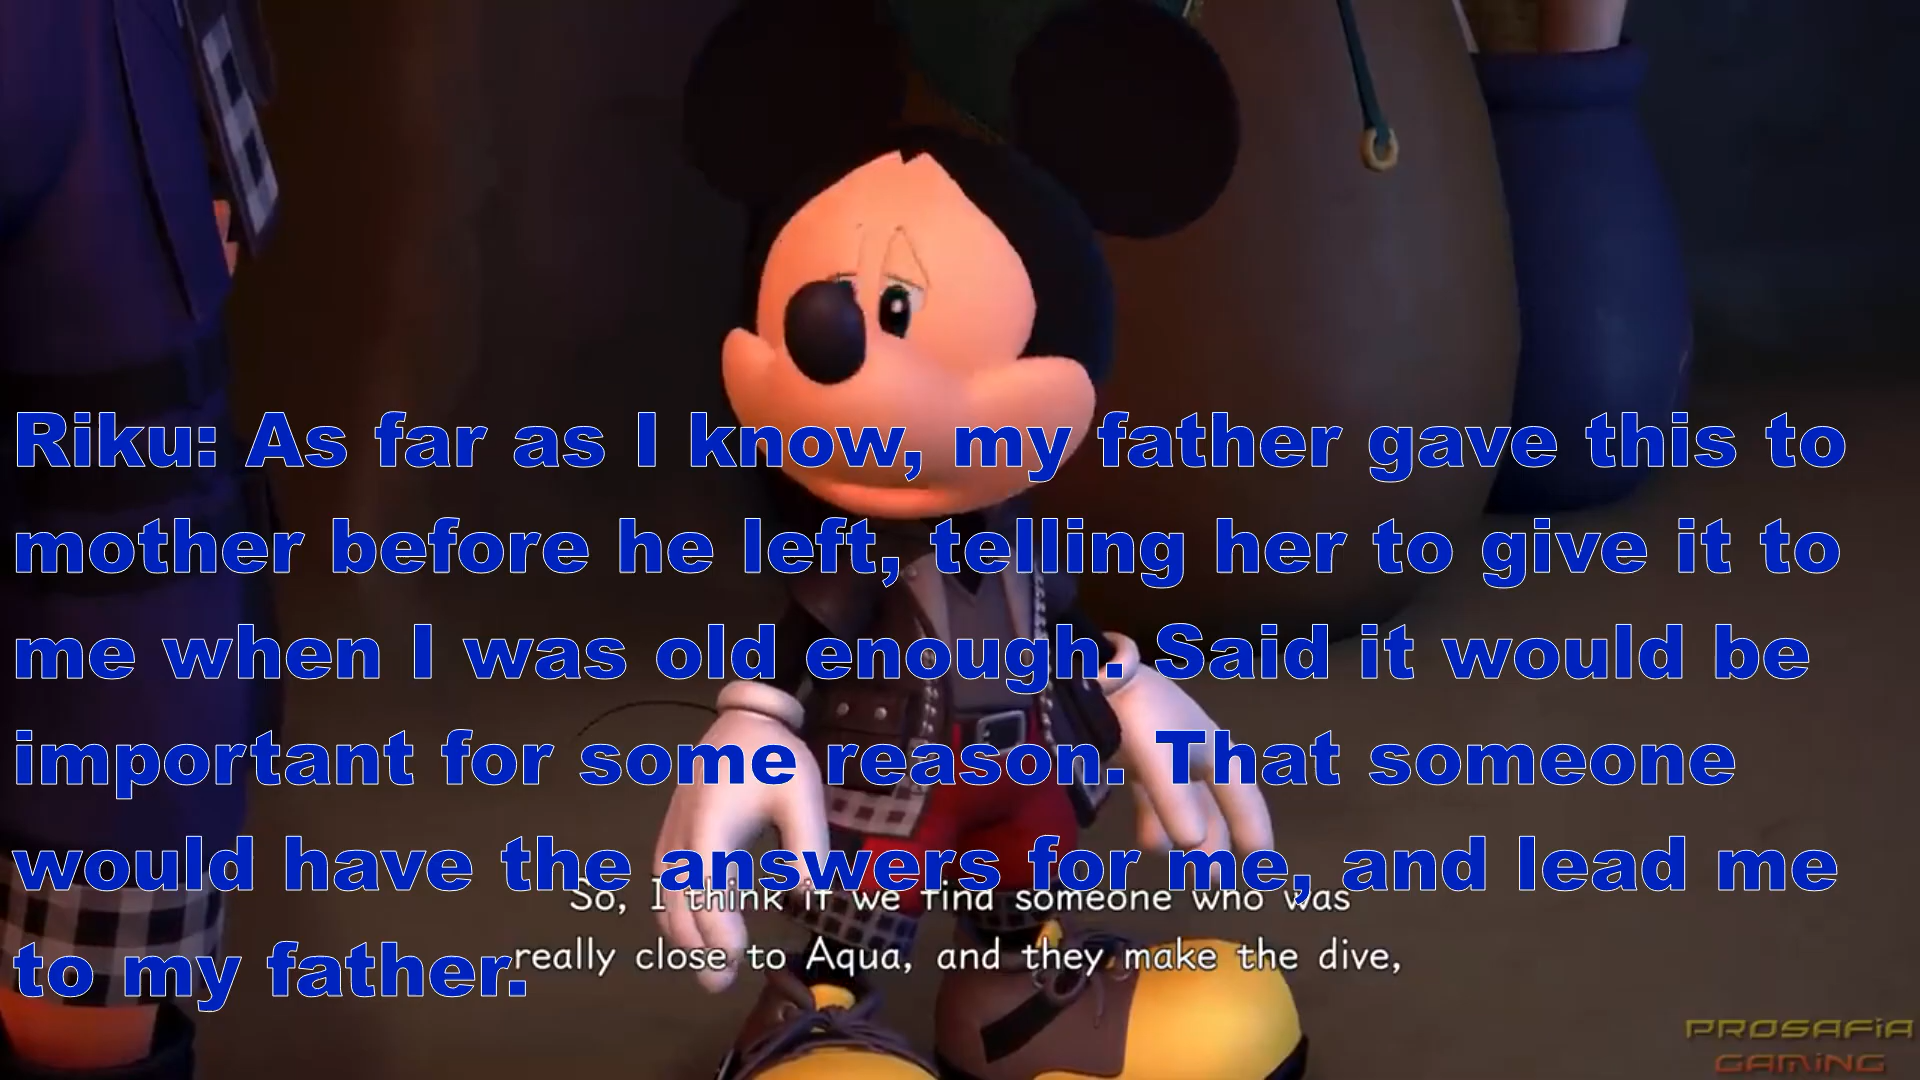 Riku: As far as I know, my father gave this to
mother before he left, telling her to give it to
me when I was old enough. Said it would be
important for some reason. That someone
would have the answers for me, and lead me
to my father.
So, I think if we find someone who was
really close to Aqua, and they make the dive,
PROSAFiA
GAMiNG